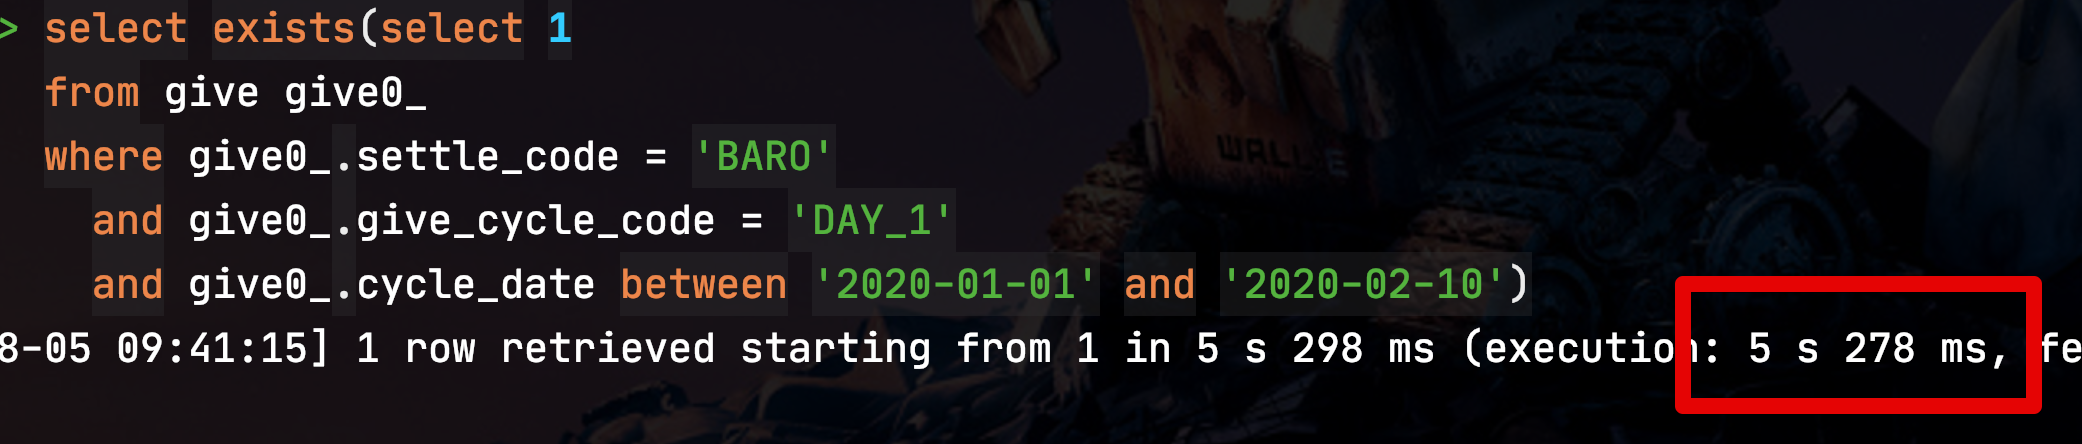 > select exists(select 1
from give give0_
where give0_.settle_code = 'BARO'
and give0_.give_cycle_code = 'DAY_1'
and give0_.cycle_date between '2020-01-01' and '2020-02-10')
8-05 09:41:15] 1 row retrieved starting from 1 in 5 s 298 ms (execution: 5 s 278 ms, fe
WALL